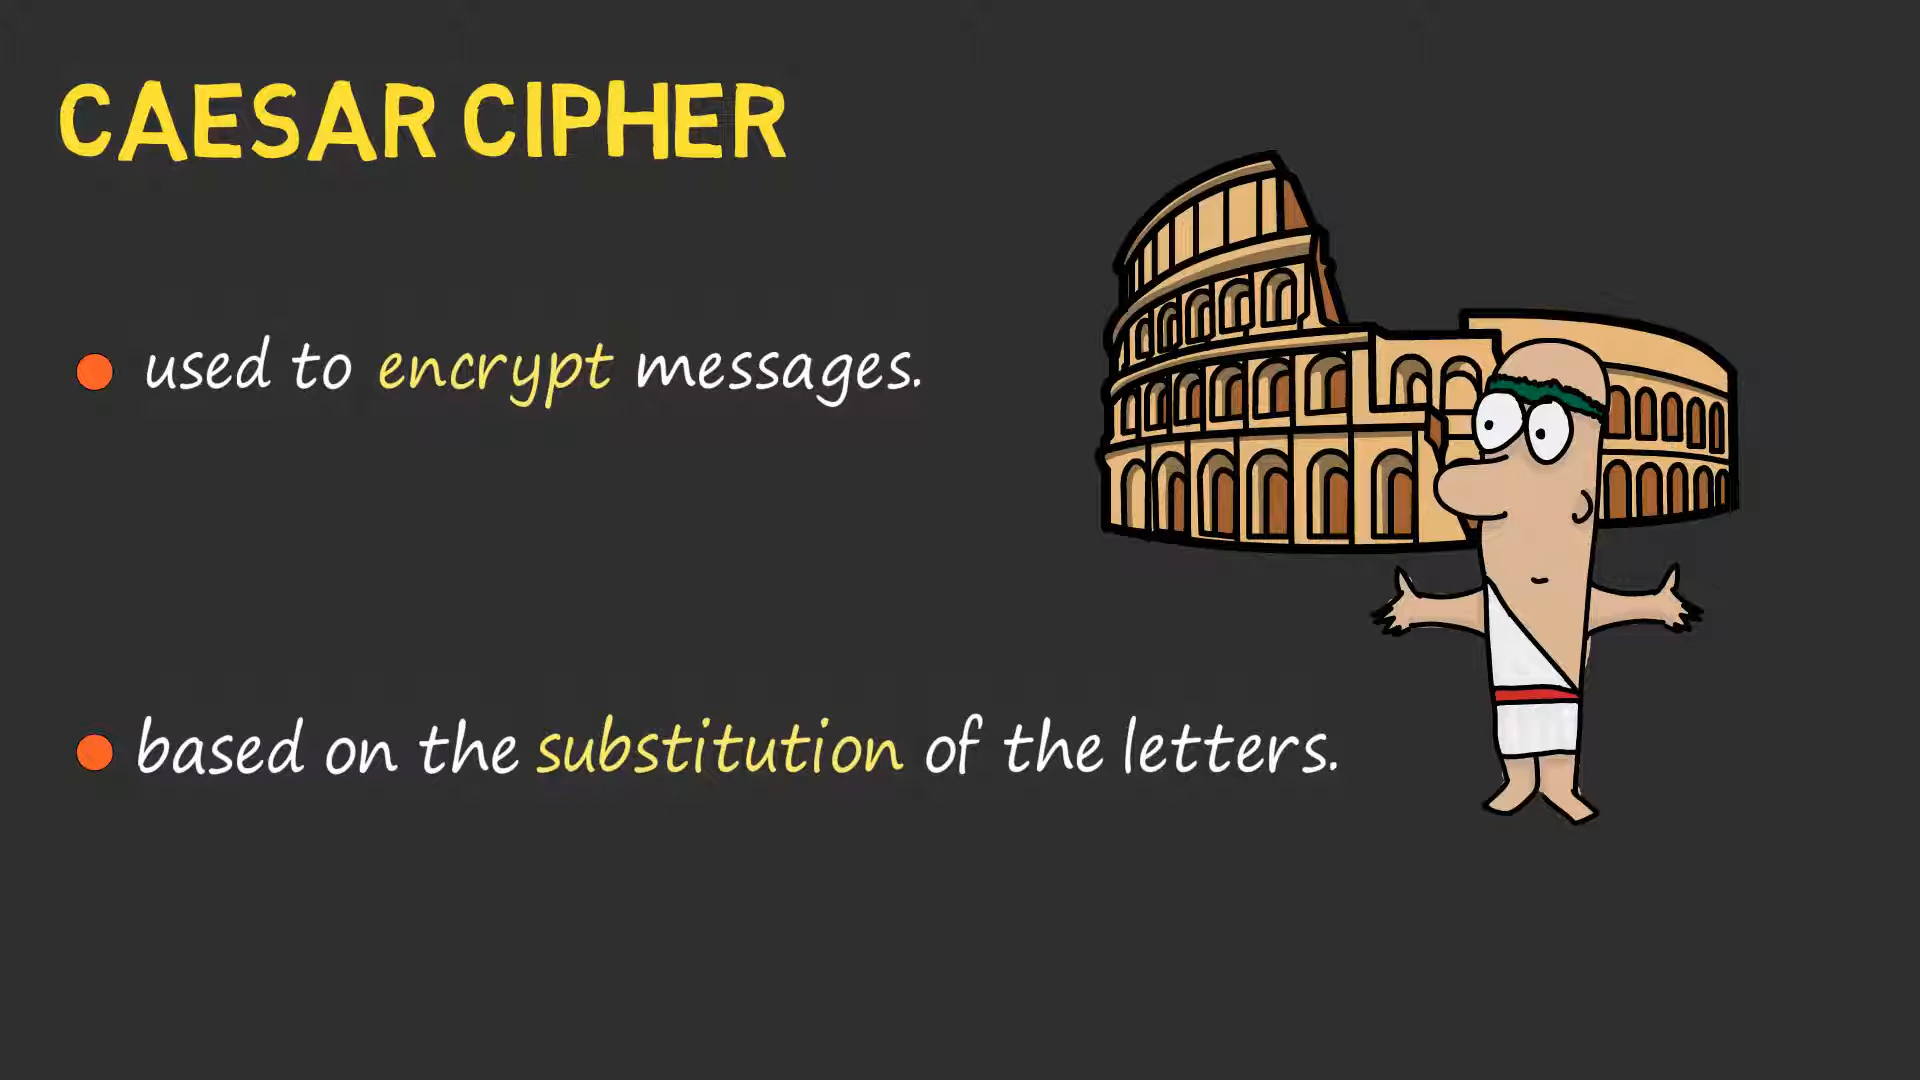 CAESAR CIPHER
used to encrypt messages.
based on the substitution of the letters.